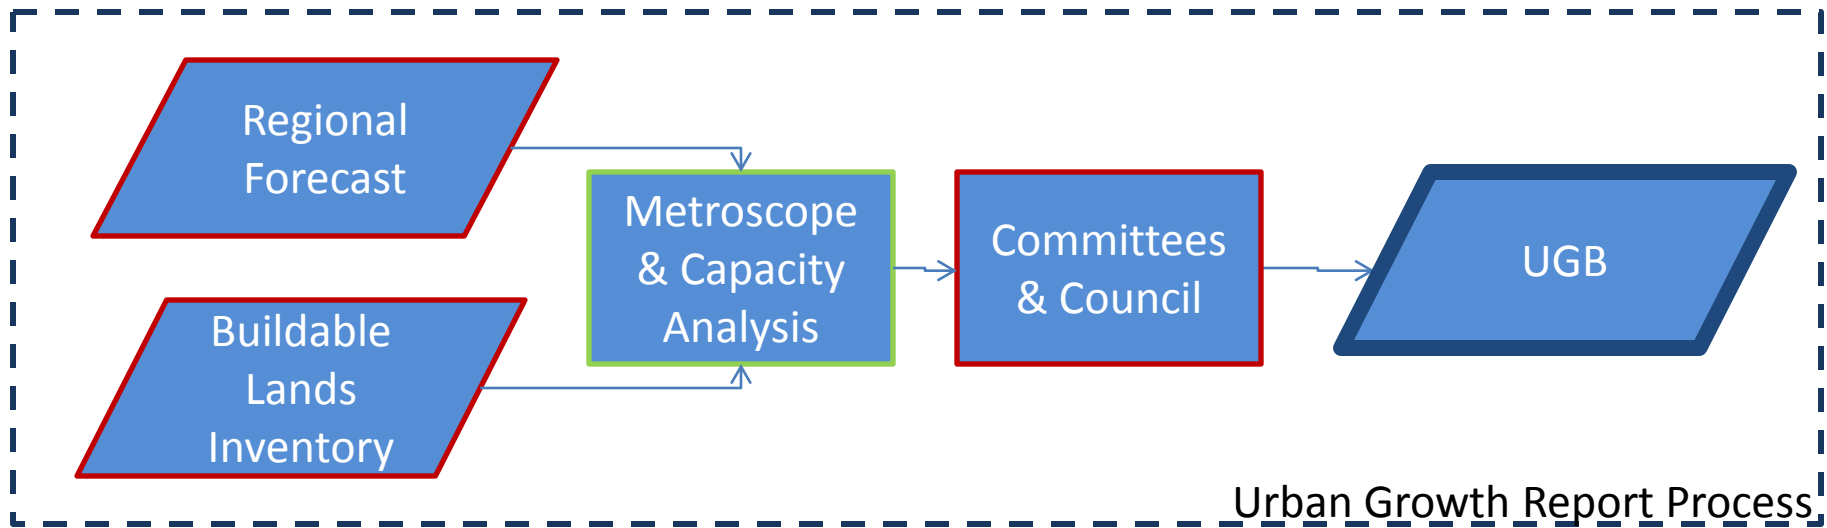 Regional
Forecast
Buildable
Lands
Inventory
Metroscope
& Capacity
Analysis
Committees
& Council
UGB
Urban Growth Report Process